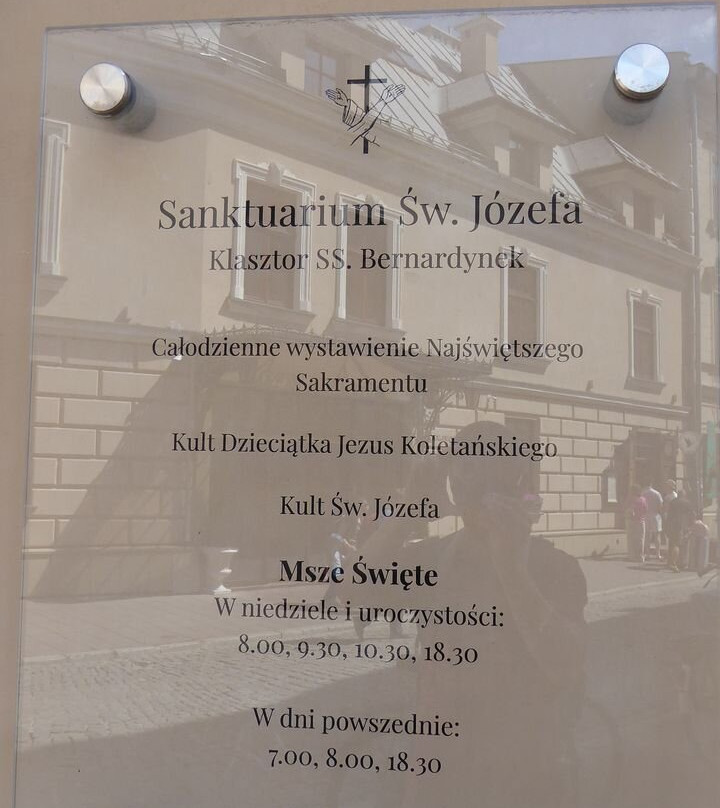 Sanktuarium Św. Józefa
Klasztor SS. Bernardynek
Całodzienne wystawienie Najświętszego
Sakramentu
Kult Dzieciątka Jezus Koletańskiego
Kult Św. Józefa
Msze Święte
W niedziele i uroczystości:
8.00, 9.30, 10.30, 18.30
W dni powszednie:
7.00, 8.00, 18.30